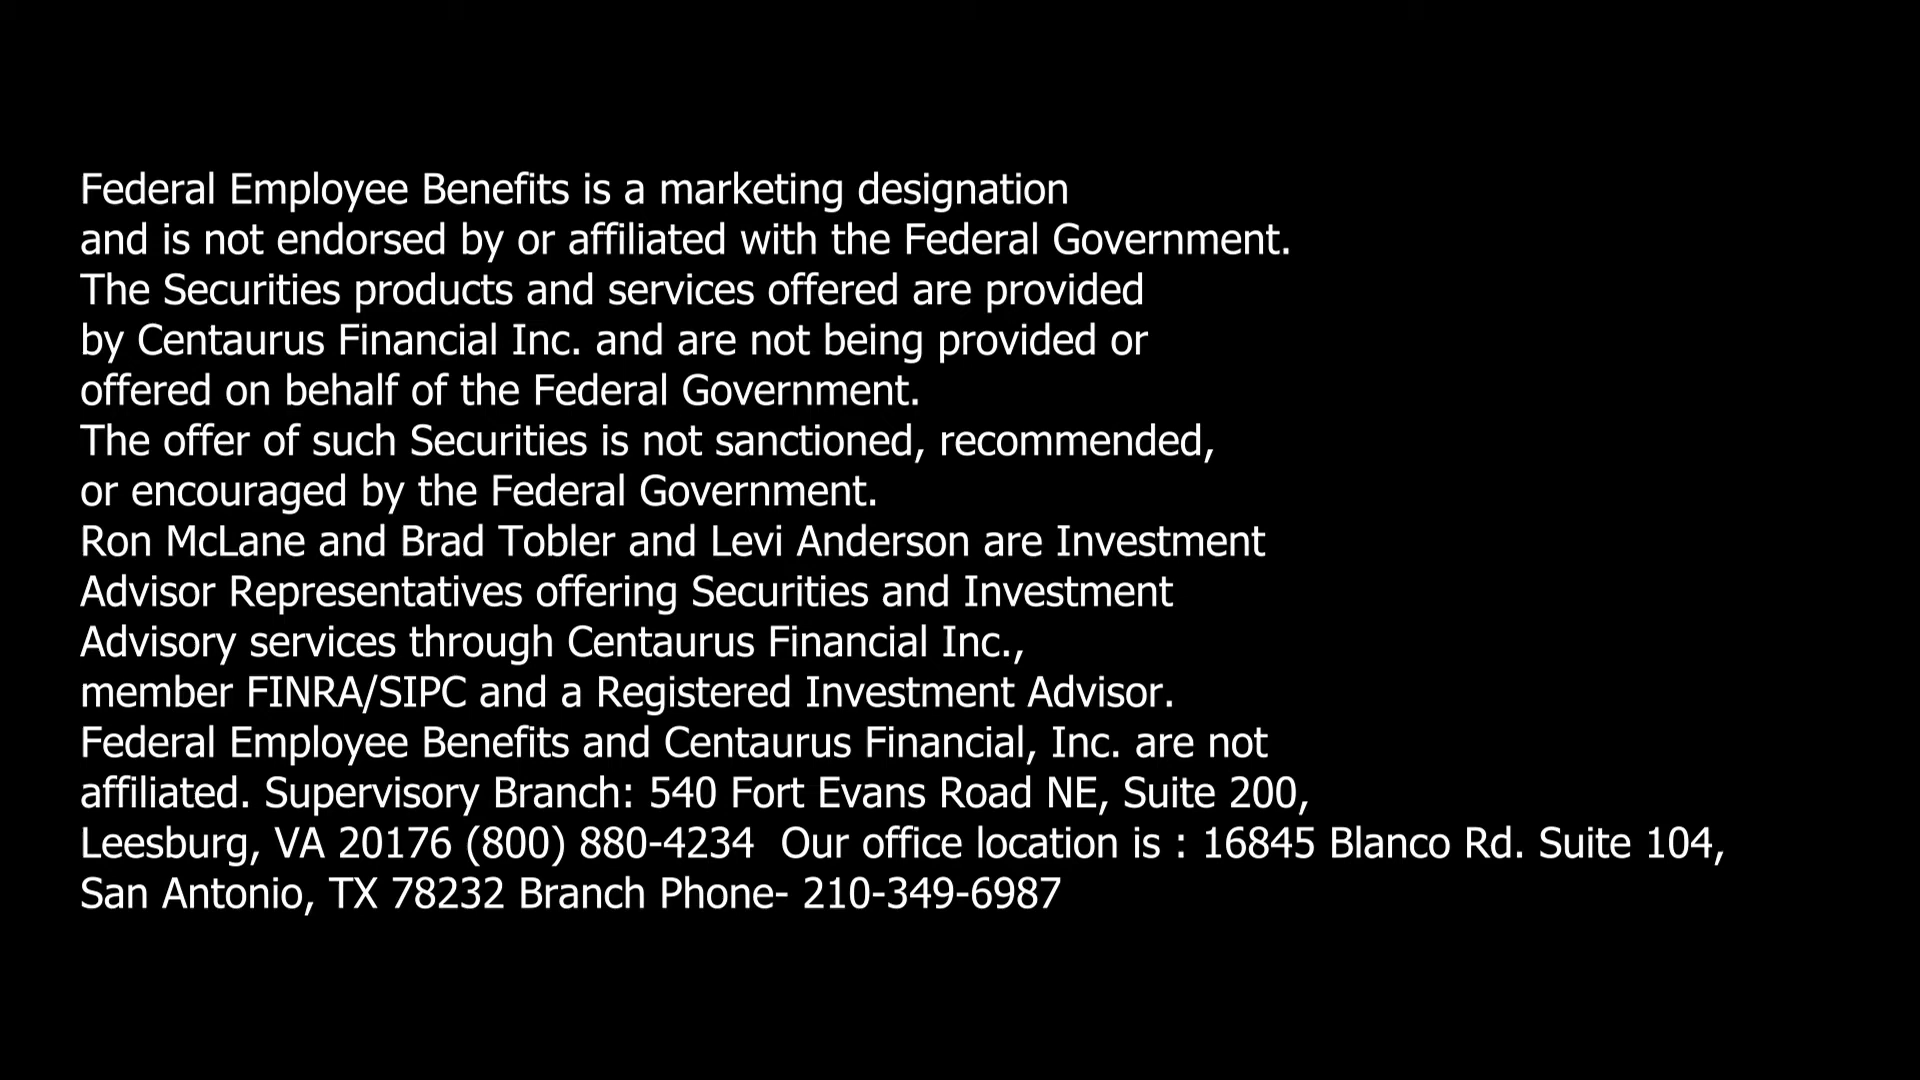 Federal Employee Benefits is a marketing designation
and is not endorsed by or affiliated with the Federal Government.
The Securities products and services offered are provided
by Centaurus Financial Inc. and are not being provided or
offered on behalf of the Federal Government.
The offer of such Securities is not sanctioned, recommended,
or encouraged by the Federal Government.
Ron McLane and Brad Tobler and Levi Anderson are Investment
Advisor Representatives offering Securities and Investment
Advisory services through Centaurus Financial Inc.,
member FINRA/SIPC and a Registered Investment Advisor.
Federal Employee Benefits and Centaurus Financial, Inc. are not
affiliated. Supervisory Branch: 540 Fort Evans Road NE, Suite 200,
Leesburg, VA 20176 (800) 880-4234  Our office location is : 16845 Blanco Rd. Suite 104,
San Antonio, TX 78232 Branch Phone- 210-349-6987